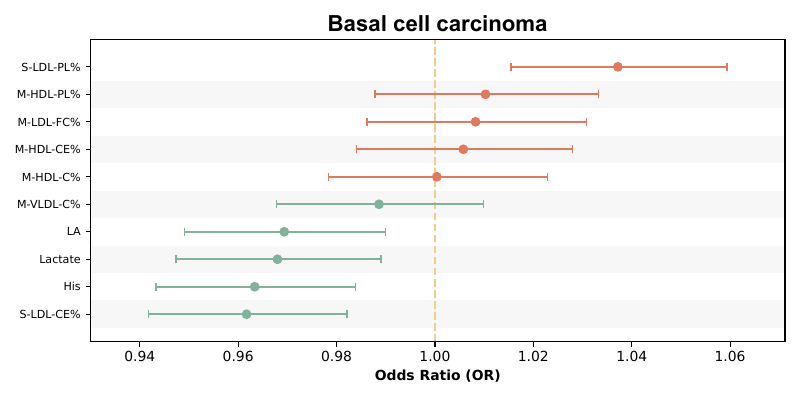 Basal cell carcinoma
S-LDL-PL%
M-HDL-PL%
M-LDL-FC%
M-HDL-CE%
M-HDL-C%
M-VLDL-C%
LA
Lactate
His
S-LDL-CE%
0.94 0.96 0.98 1.00 1.02 1.04 1.06
Odds Ratio (OR)